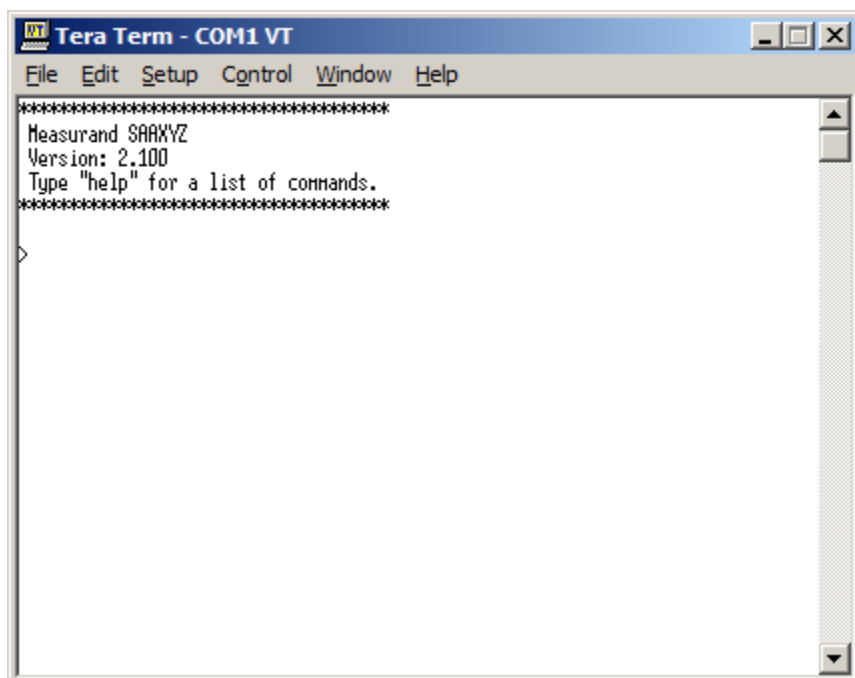 Tera Term - COM1 VT
File Edit Setup Control Window Help
*************************************
Measurand SAAXYZ
Version: 2.100
Type "help" for a list of commands.
*************************************
>